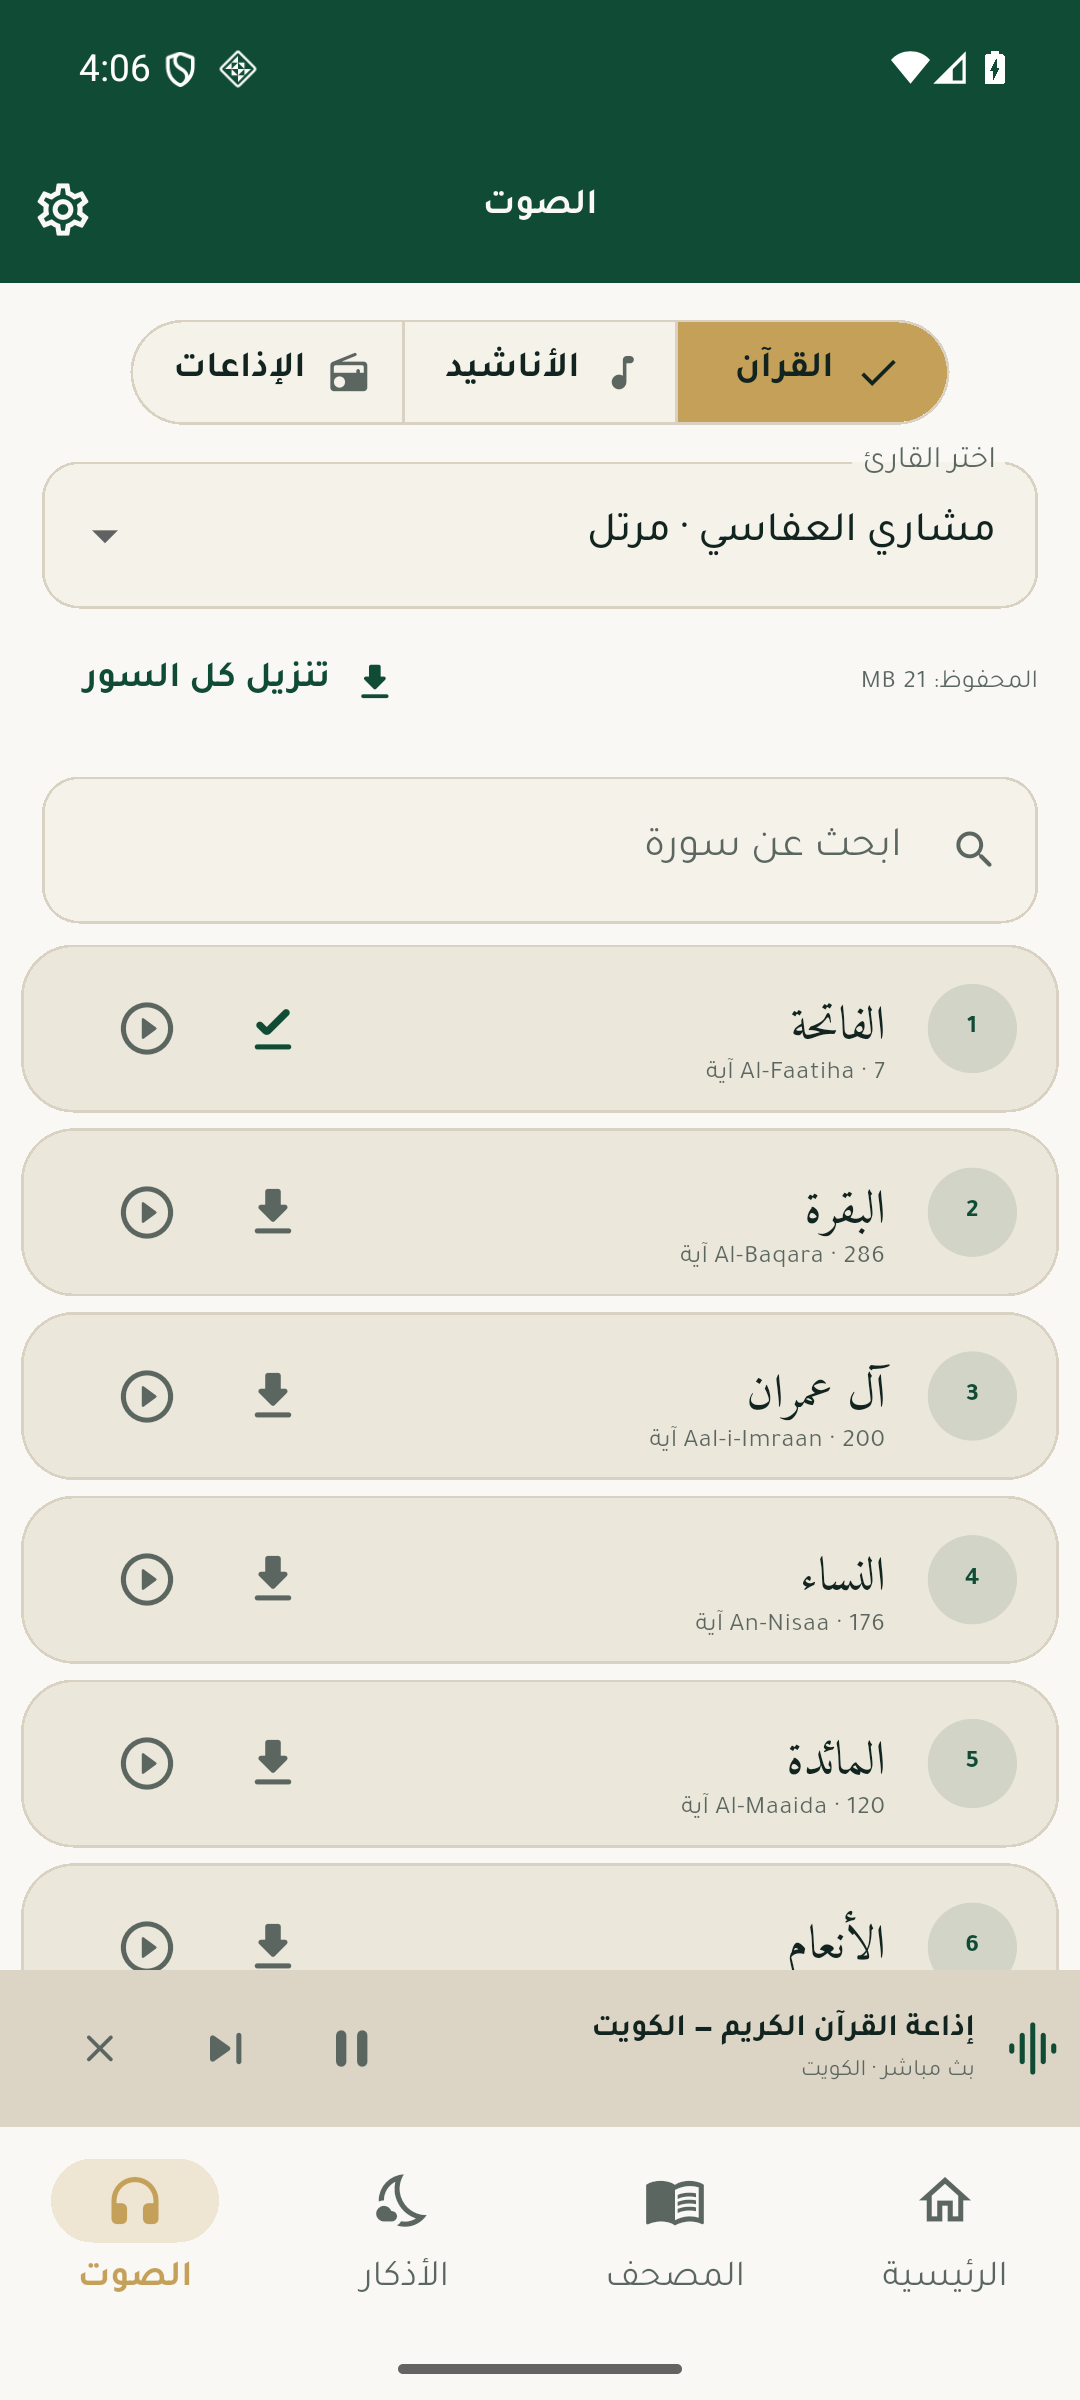 4:06
الصوت
القرآن
الأناشيد
الإذاعات
اختر القارئ
مشاري العفاسي · مرتل
المحفوظ: 21 MB
تنزيل كل السور
ابحث عن سورة
1
الفاتحة
Al-Faatiha · 7 آية
2
البقرة
Al-Baqara · 286 آية
3
آل عمران
Aal-i-Imraan · 200 آية
4
النساء
An-Nisaa · 176 آية
5
المائدة
Al-Maaida · 120 آية
6
الأنعام
إذاعة القرآن الكريم – الكويت
بث مباشر · الكويت
الرئيسية
المصحف
الأذكار
الصوت